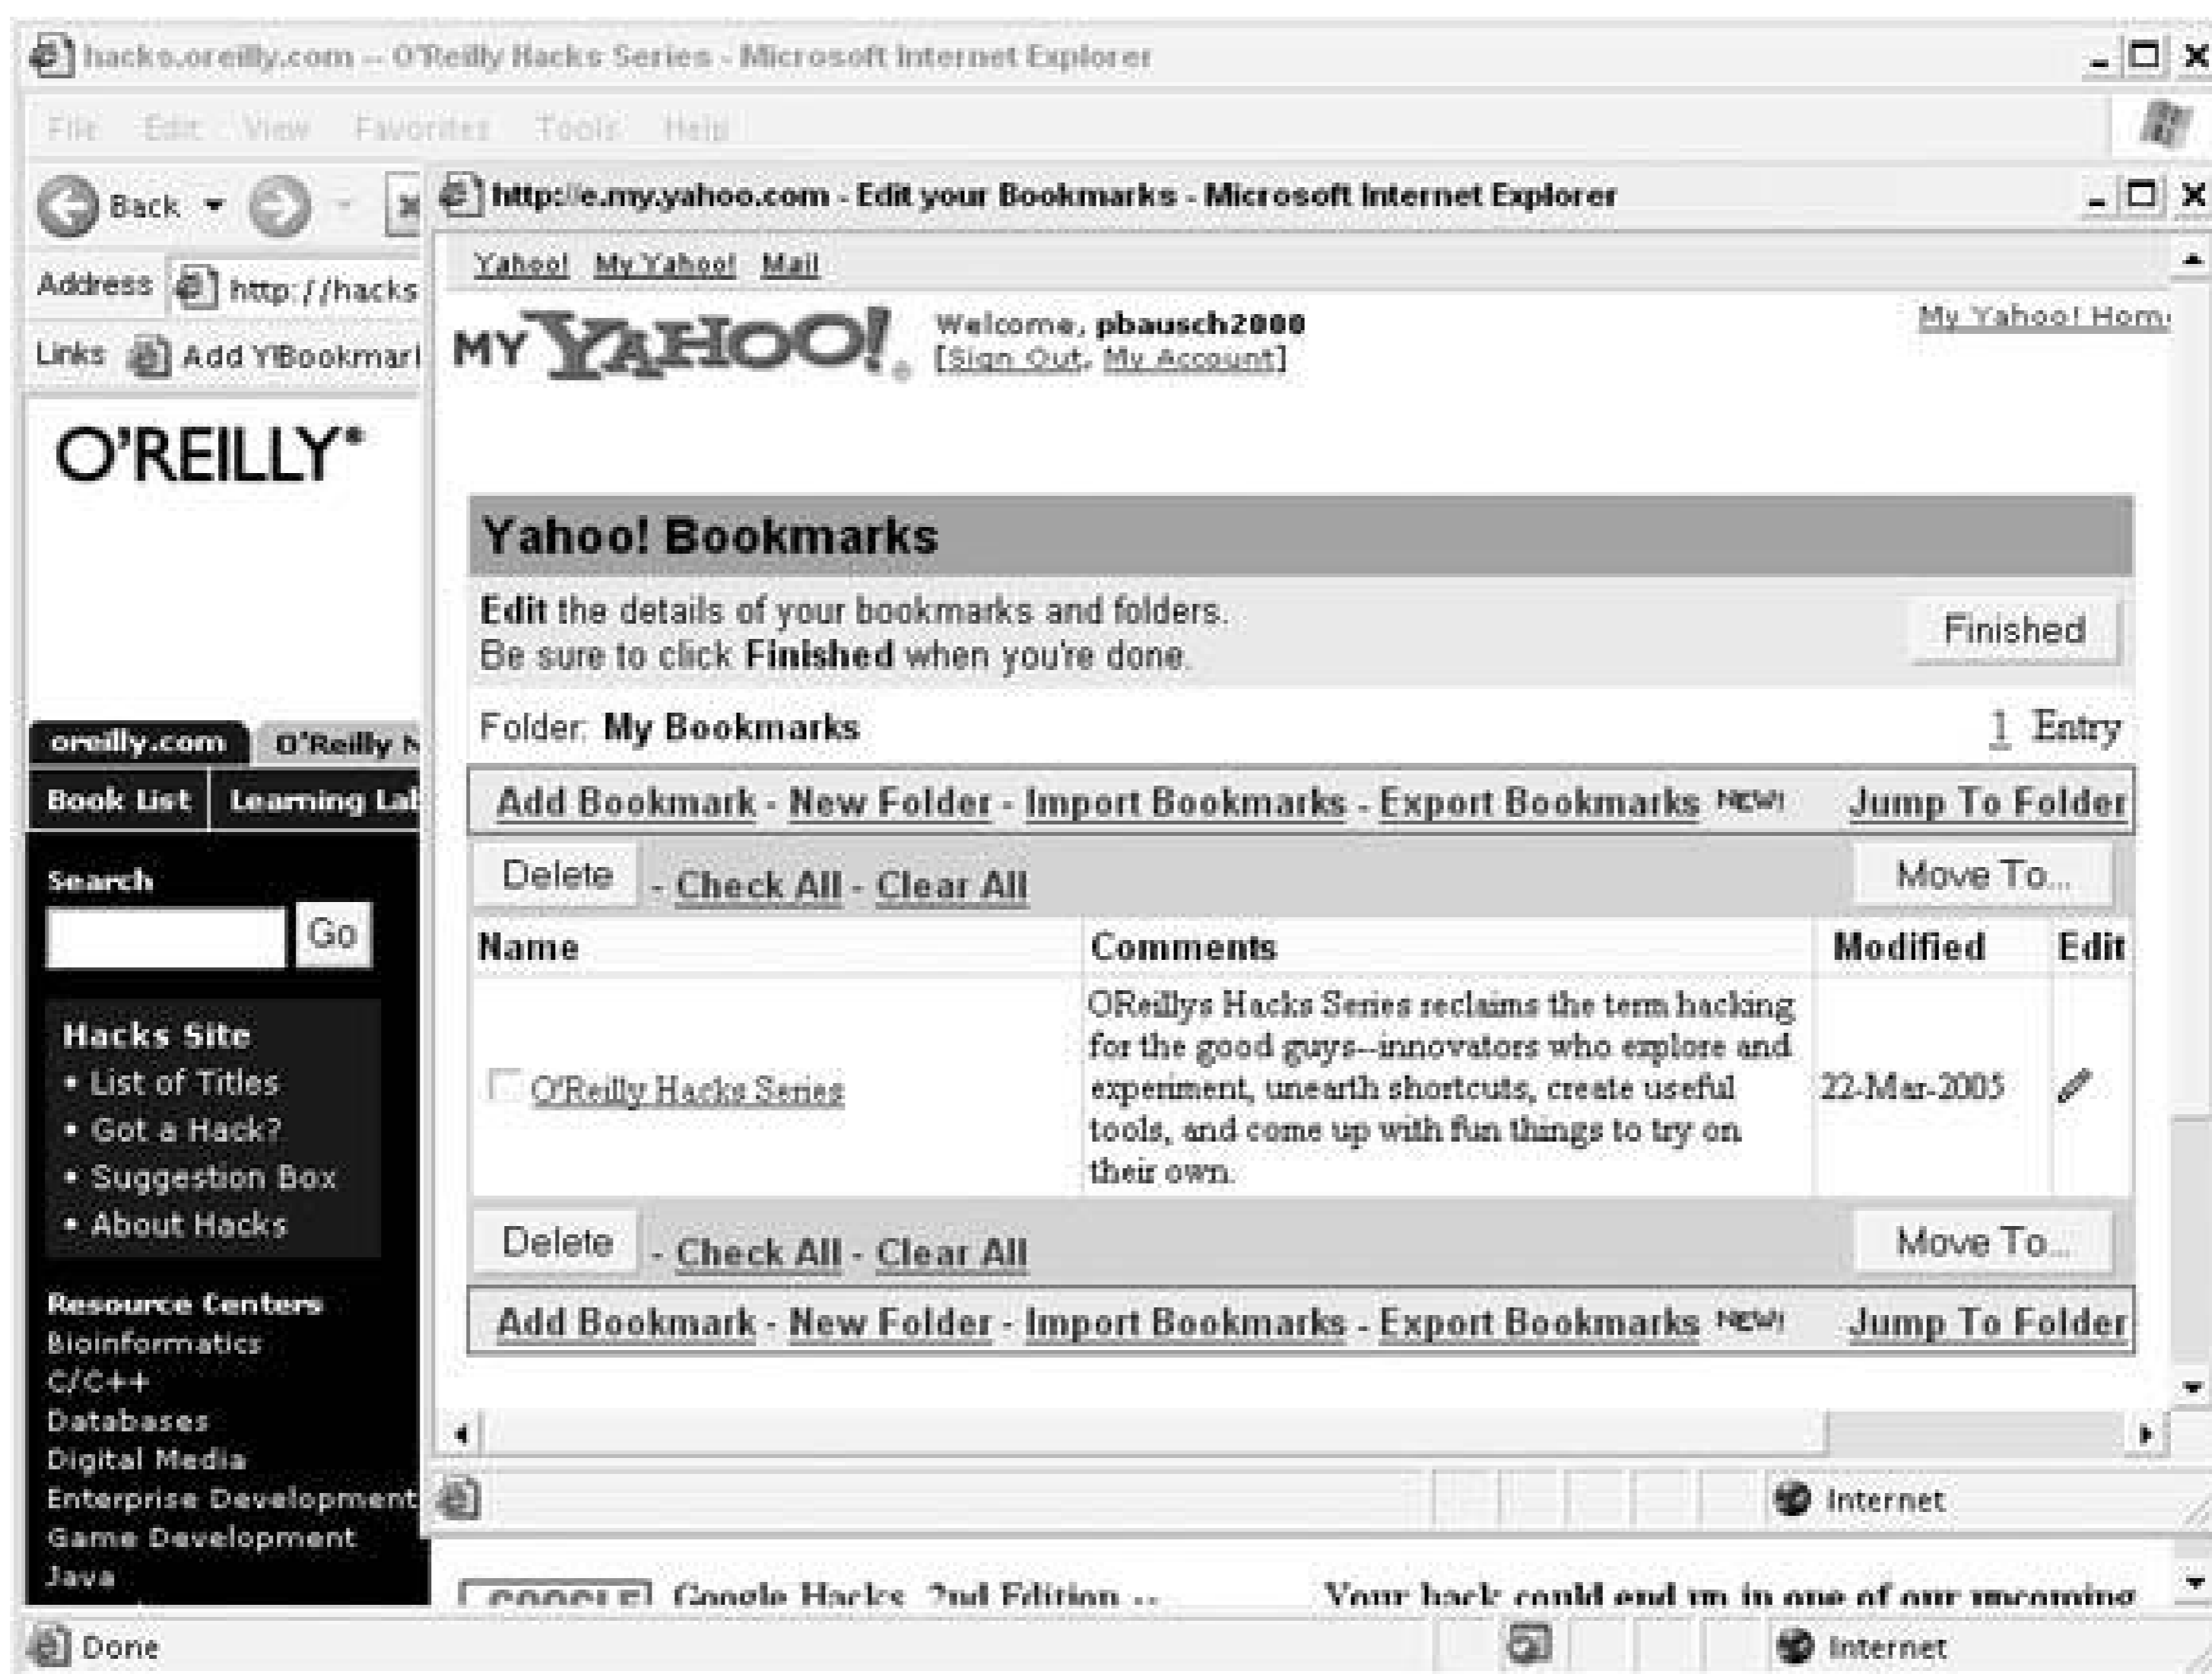 hacks.oreilly.com -- O'Reilly Hacks Series - Microsoft Internet Explorer
File Edit View Favorites Tools Help
Back
Address http://hacks
Links Add Y!Bookmar
O'REILLY®
oreilly.com O'Reilly N
Book List Learning Lab
Search
Go
Hacks Site
• List of Titles
• Got a Hack?
• Suggestion Box
• About Hacks
Resource Centers
Bioinformatics
C/C++
Databases
Digital Media
Enterprise Development
Game Development
Java
http://e.my.yahoo.com - Edit your Bookmarks - Microsoft Internet Explorer
Yahoo! My Yahoo! Mail
MY YAHOO!®
Welcome, pbausch2000
[Sign Out, My Account]
My Yahoo! Home
Yahoo! Bookmarks
Edit the details of your bookmarks and folders.
Be sure to click Finished when you're done.
Finished
Folder: My Bookmarks 1 Entry
Add Bookmark - New Folder - Import Bookmarks - Export Bookmarks NEW! Jump To Folder
Delete - Check All - Clear All Move To...
Name Comments Modified Edit
O'Reilly Hacks Series
OReillys Hacks Series reclaims the term hacking
for the good guys--innovators who explore and
experiment, unearth shortcuts, create useful
tools, and come up with fun things to try on
their own.
22-Mar-2005
Delete - Check All - Clear All Move To...
Add Bookmark - New Folder - Import Bookmarks - Export Bookmarks NEW! Jump To Folder
Internet
GOOGLE Google Hacks, 2nd Edition --
Your hack could end up in one of our upcoming
Done
Internet